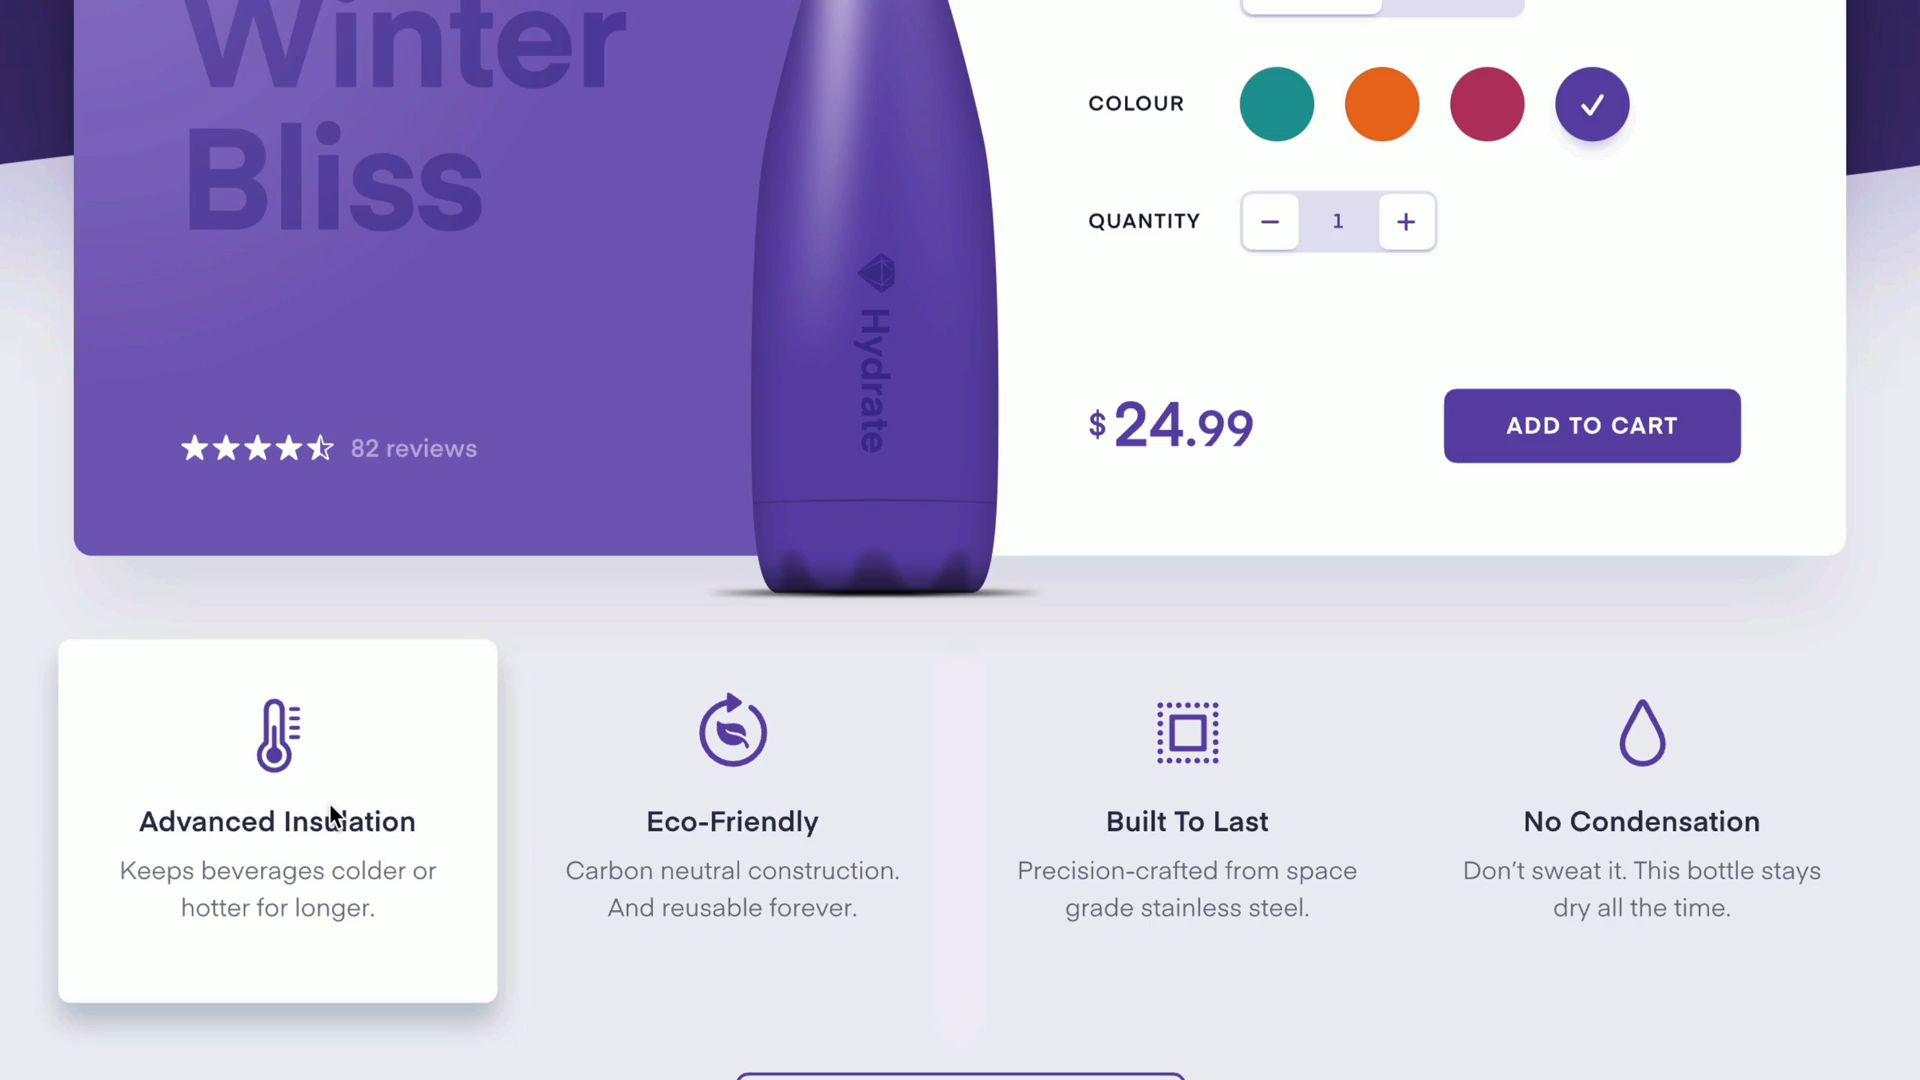 Winter
Bliss
82 reviews
Hydrate
COLOUR
QUANTITY
− 1 +
$24.99
ADD TO CART
Advanced Insulation
Keeps beverages colder or
hotter for longer.
Eco-Friendly
Carbon neutral construction.
And reusable forever.
Built To Last
Precision-crafted from space
grade stainless steel.
No Condensation
Don’t sweat it. This bottle stays
dry all the time.